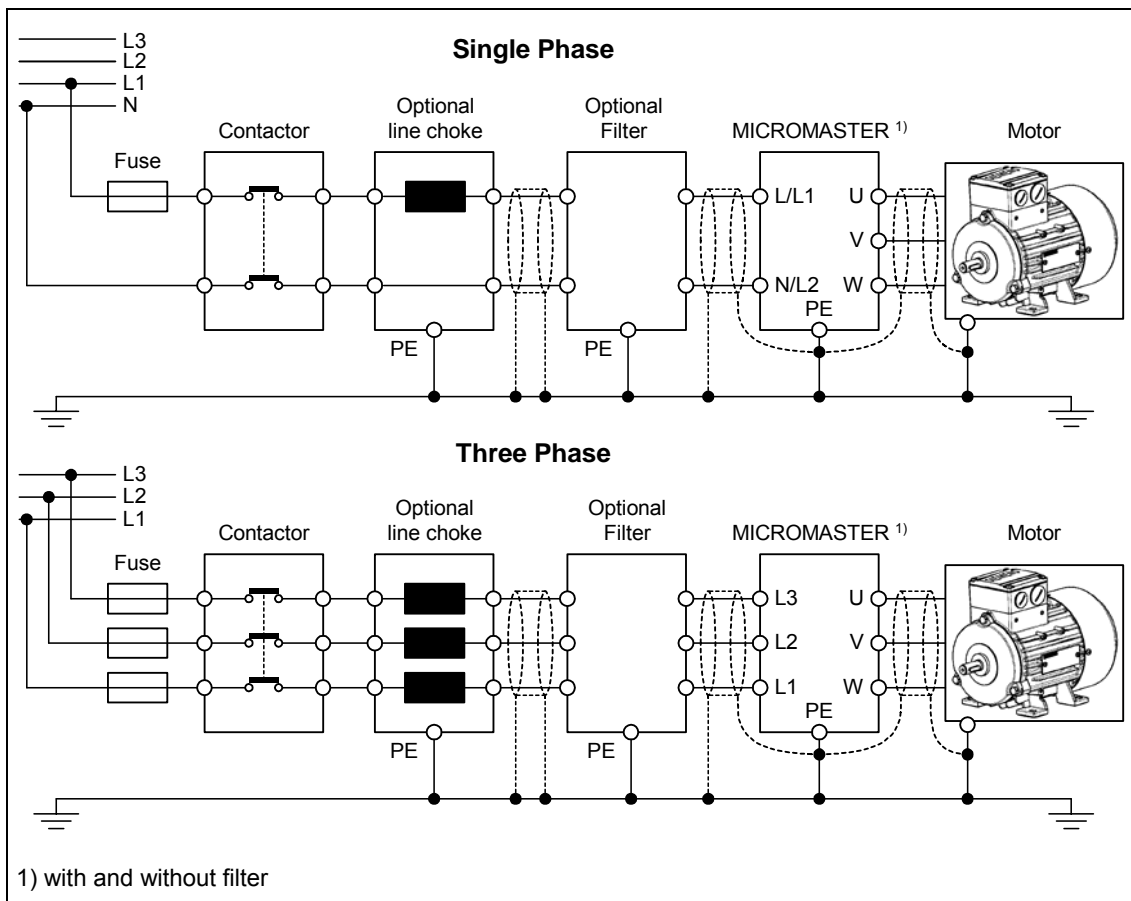 L3
L2
L1
N
Single Phase
Fuse
Contactor
Optional
line choke
Optional
Filter
MICROMASTER 1)
Motor
L/L1
U
V
N/L2
W
PE
PE
PE
Three Phase
L3
L2
L1
Fuse
Contactor
Optional
line choke
Optional
Filter
MICROMASTER 1)
Motor
L3
U
L2
V
L1
W
PE
PE
PE
1) with and without filter